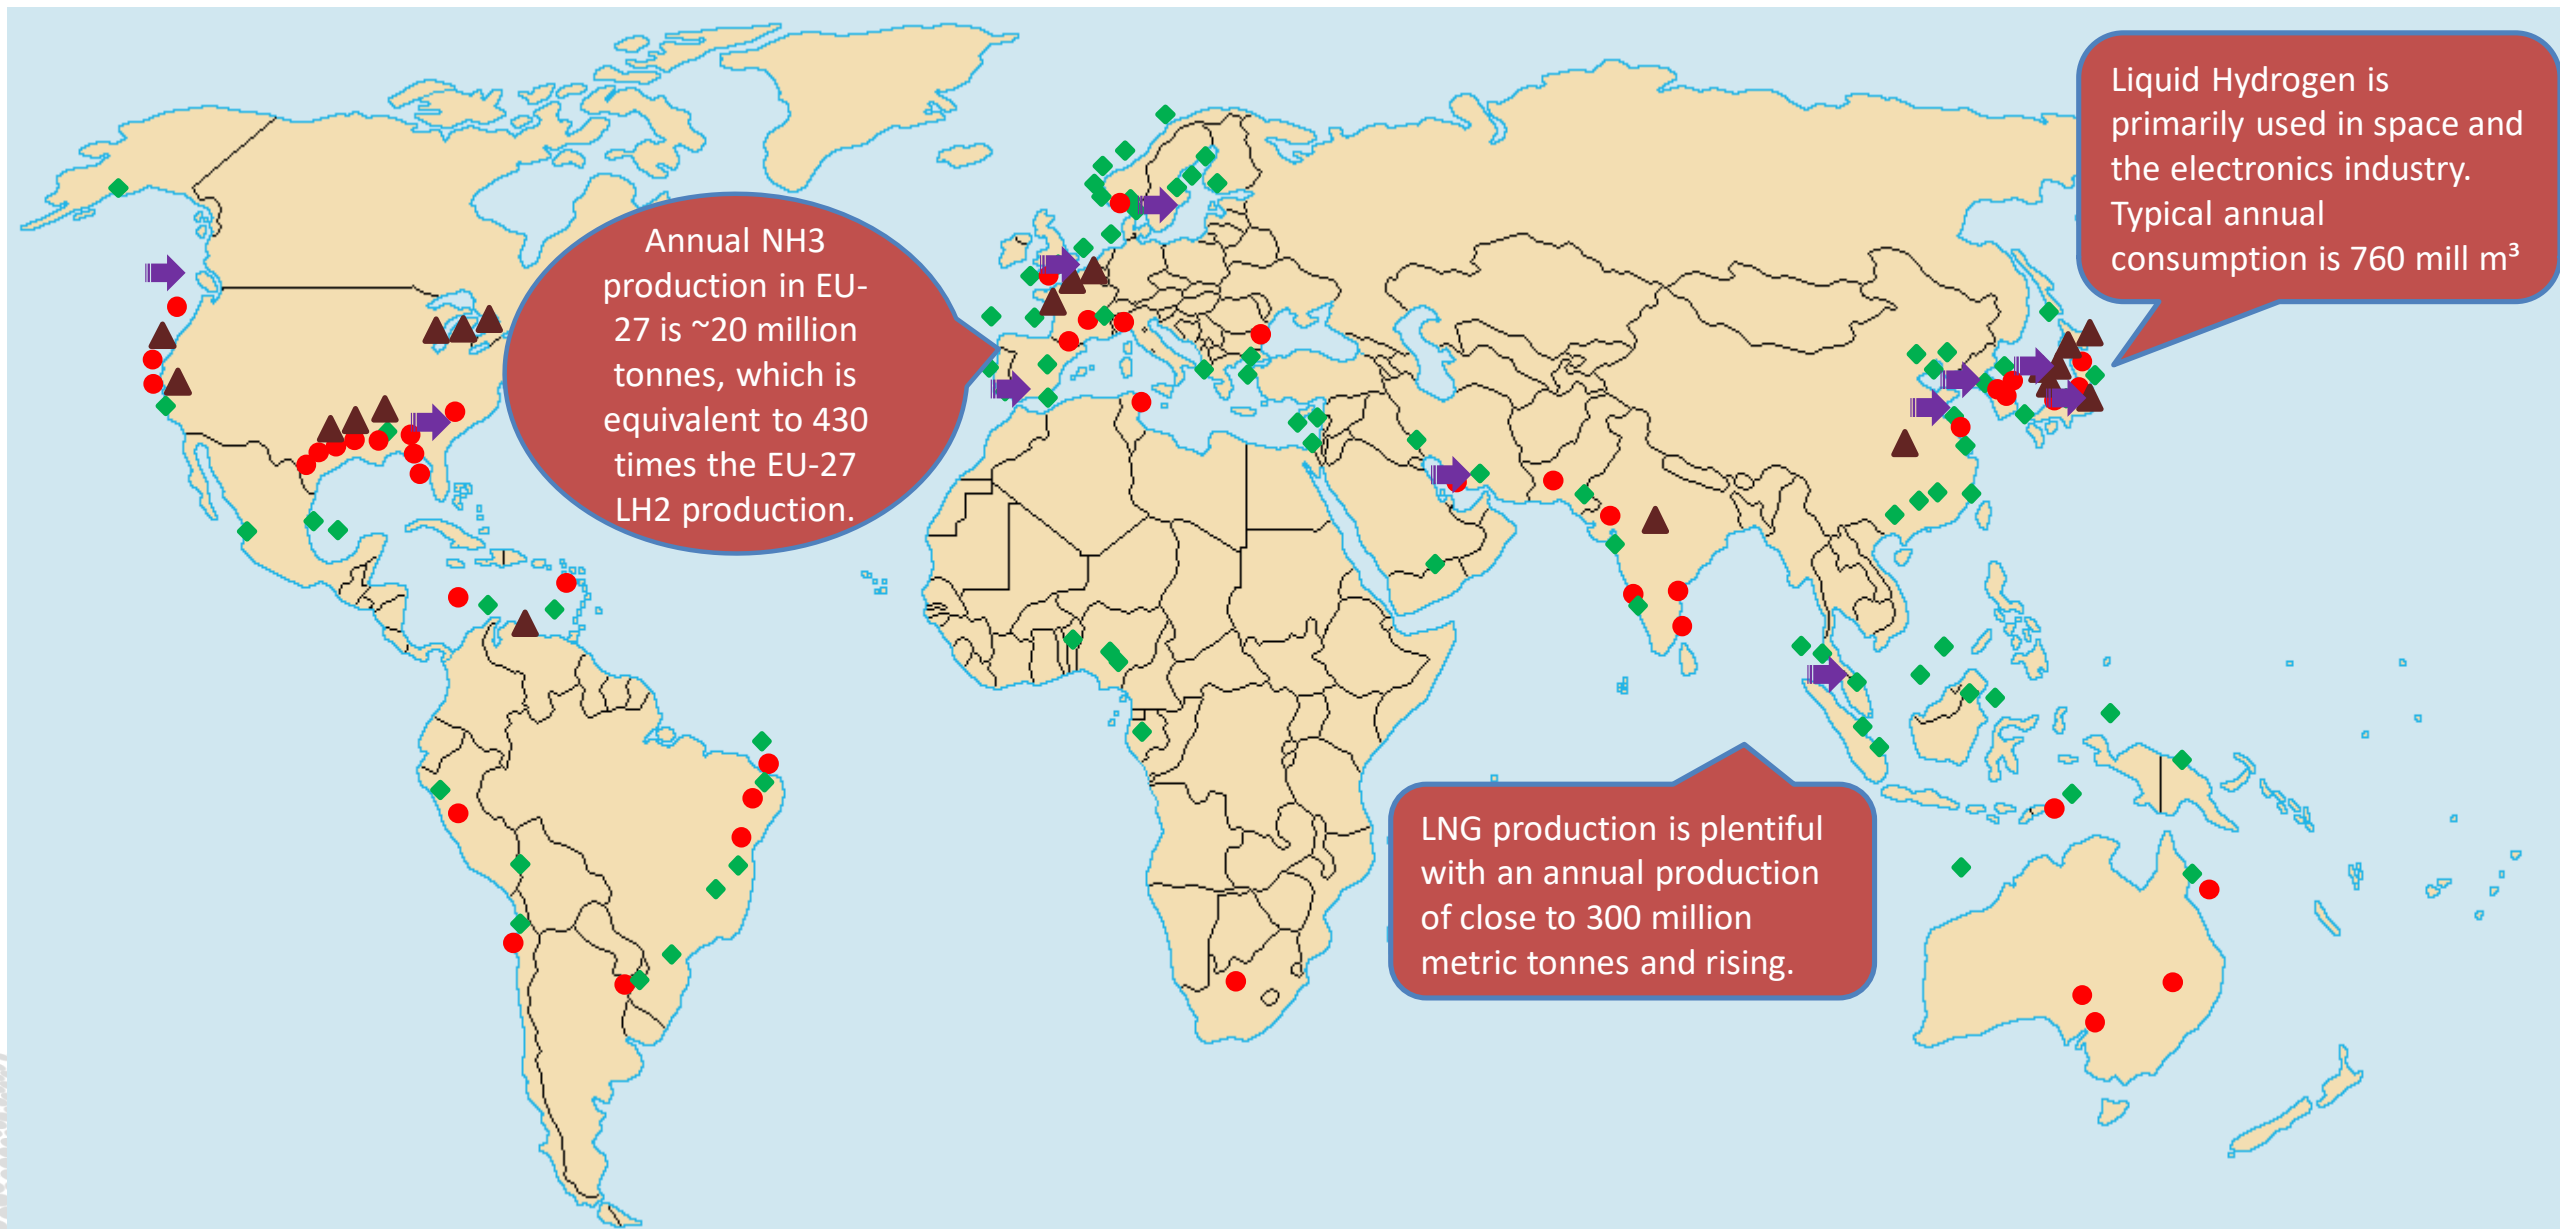 Liquid Hydrogen is
primarily used in space and
the electronics industry.
Typical annual
consumption is 760 mill m³
Annual NH3
production in EU-
27 is ~20 million
tonnes, which is
equivalent to 430
times the EU-27
LH2 production.
LNG production is plentiful
with an annual production
of close to 300 million
metric tonnes and rising.